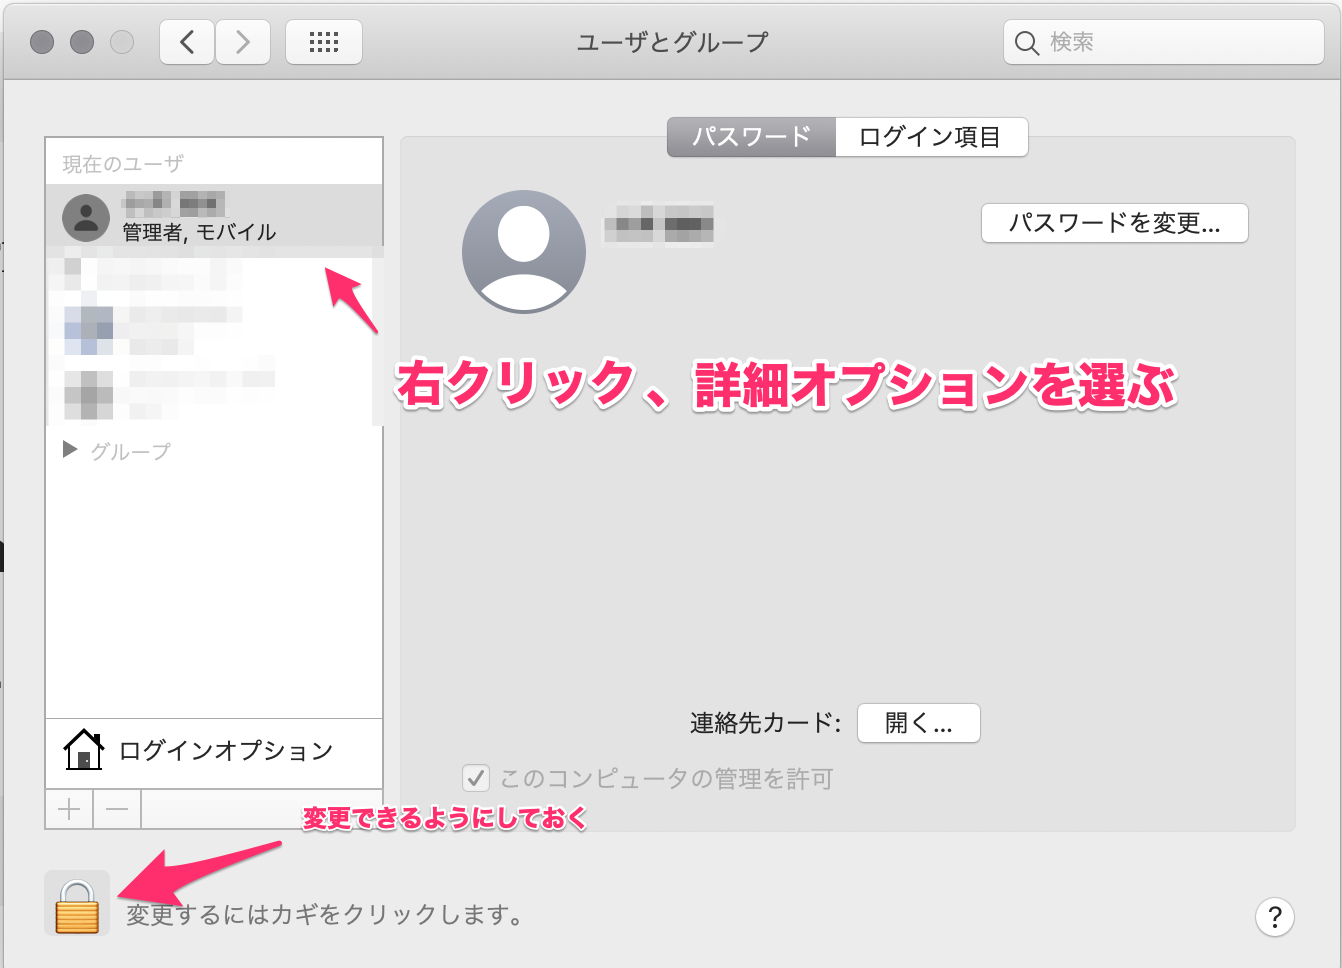 ユーザとグループ
検索
パスワード
ログイン項目
現在のユーザ
管理者, モバイル
パスワードを変更...
右クリック、詳細オプションを選ぶ
グループ
連絡先カード:
開く...
ログインオプション
このコンピュータの管理を許可
変更できるようにしておく
変更するにはカギをクリックします。
?